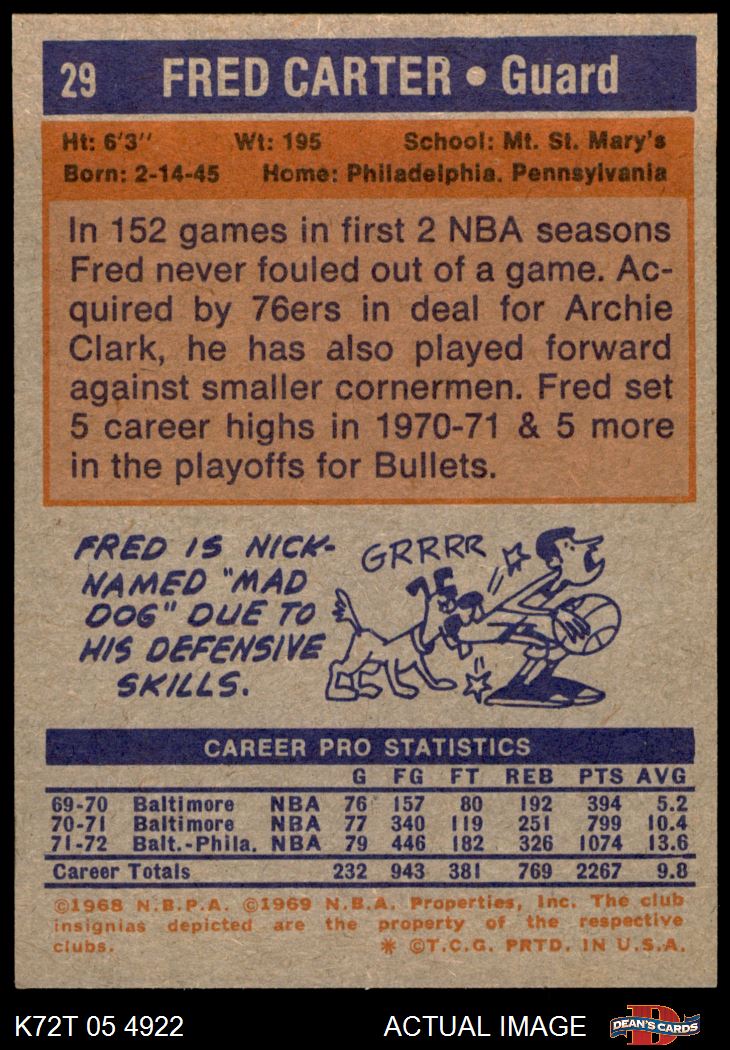 29 FRED CARTER • Guard
Ht: 6'3" Wt: 195 School: Mt. St. Mary's
Born: 2-14-45 Home: Philadelphia, Pennsylvania
In 152 games in first 2 NBA seasons
Fred never fouled out of a game. Ac-
quired by 76ers in deal for Archie
Clark, he has also played forward
against smaller cornermen. Fred set
5 career highs in 1970-71 & 5 more
in the playoffs for Bullets.
FRED IS NICK-
NAMED "MAD
DOG" DUE TO
HIS DEFENSIVE
SKILLS.
GRRRR
CAREER PRO STATISTICS
G FG FT REB PTS AVG
69-70 Baltimore NBA 76 157 80 192 394 5.2
70-71 Baltimore NBA 77 340 119 251 799 10.4
71-72 Balt.-Phila. NBA 79 446 182 326 1074 13.6
Career Totals 232 943 381 769 2267 9.8
©1968 N.B.P.A. ©1969 N.B.A. Properties, Inc. The club
insignias depicted are the property of the respective
clubs. * ©T.C.G. PRTD. IN U.S.A.
K72T 05 4922 ACTUAL IMAGE D DEAN'S CARDS